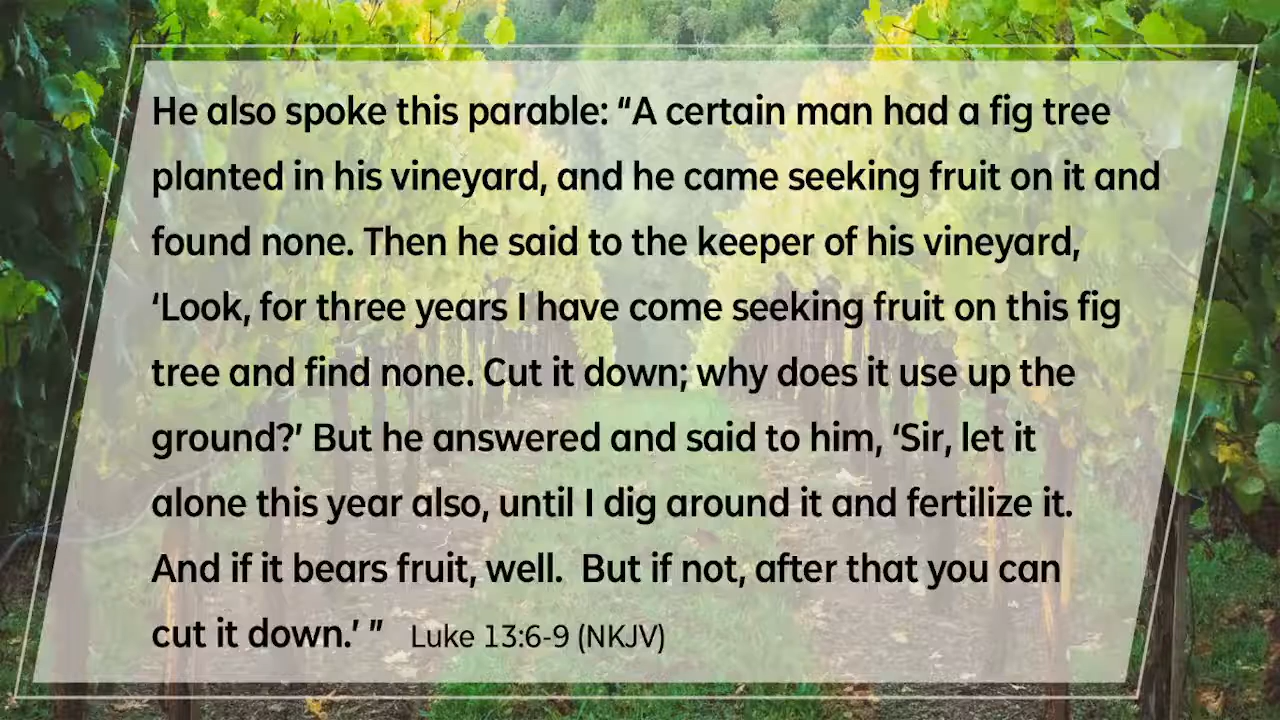 He also spoke this parable: “A certain man had a fig tree
planted in his vineyard, and he came seeking fruit on it and
found none. Then he said to the keeper of his vineyard,
‘Look, for three years I have come seeking fruit on this fig
tree and find none. Cut it down; why does it use up the
ground?’ But he answered and said to him, ‘Sir, let it
alone this year also, until I dig around it and fertilize it.
And if it bears fruit, well.  But if not, after that you can
cut it down.’ ”   Luke 13:6-9 (NKJV)